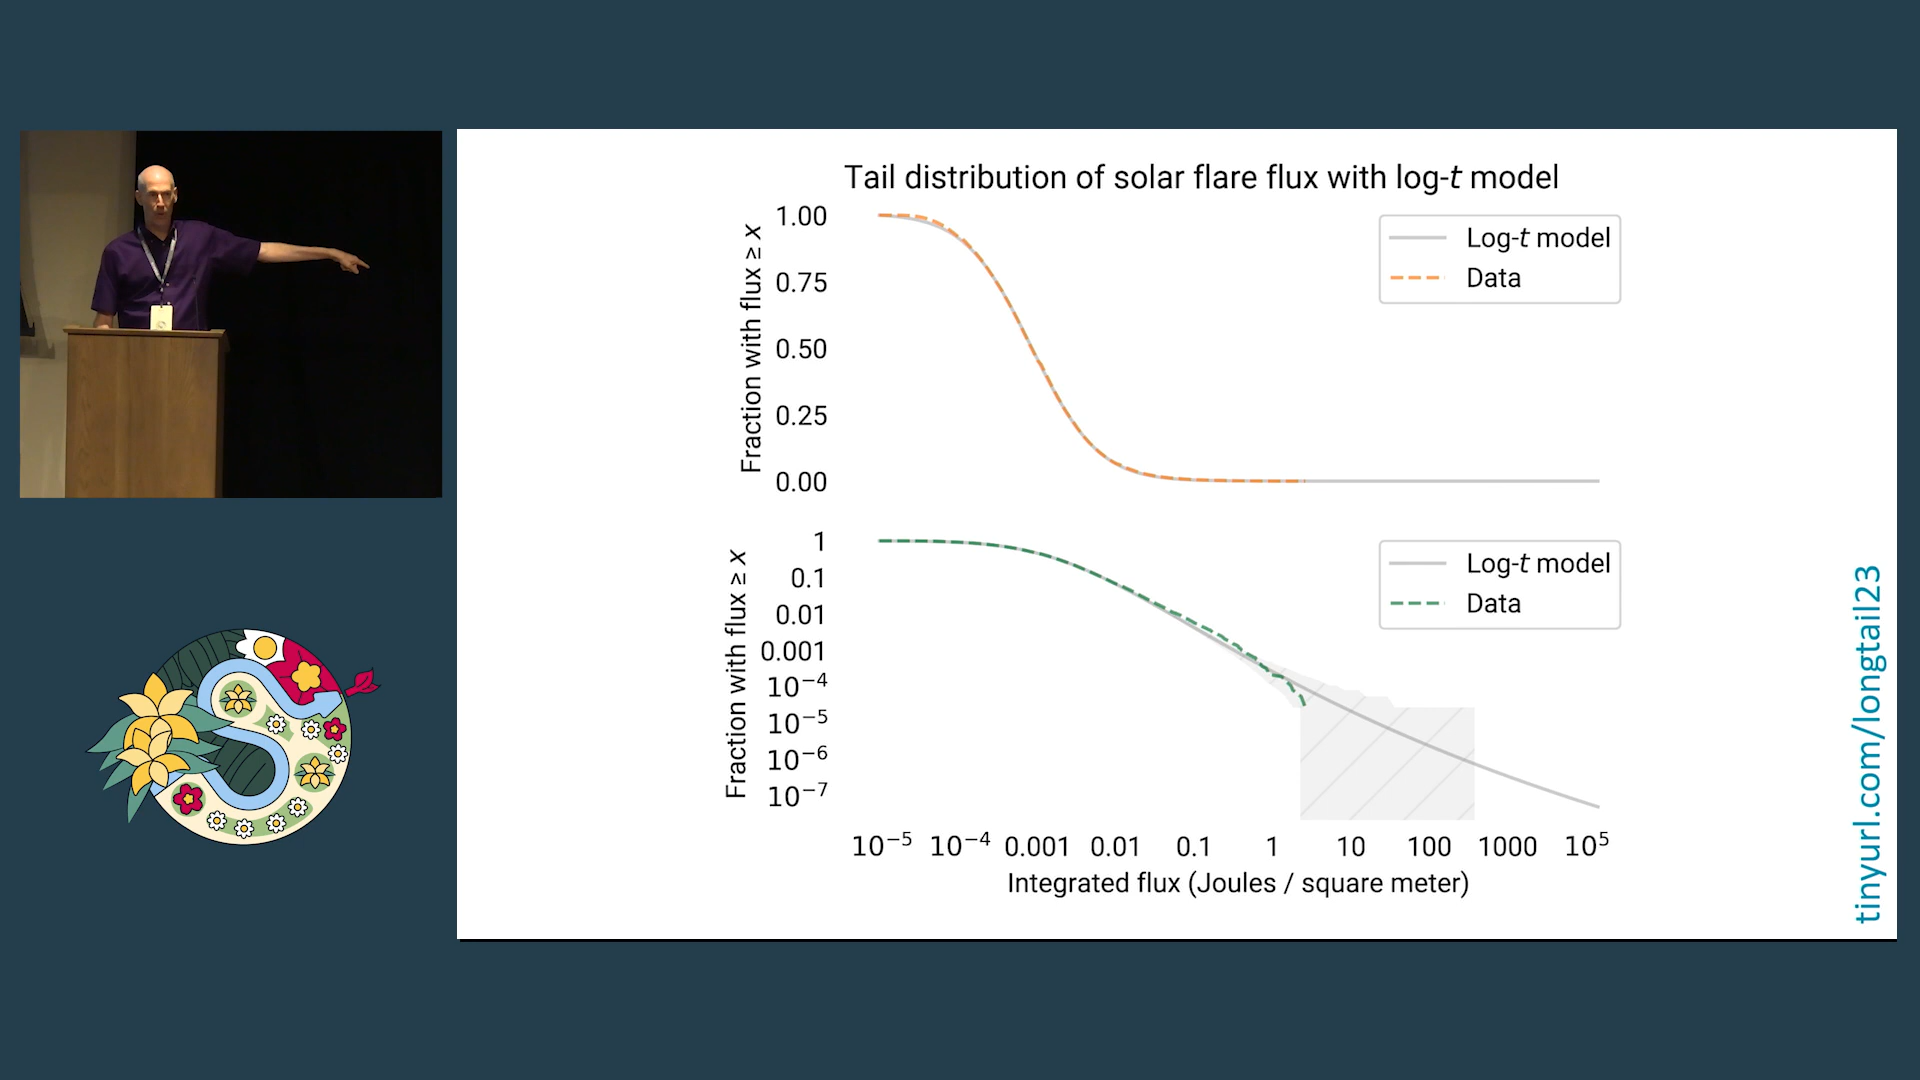 Tail distribution of solar flare flux with log-t model
Fraction with flux ≥ x
1.00
0.75
0.50
0.25
0.00
Log-t model
Data
Fraction with flux ≥ x
1
0.1
0.01
0.001
10⁻⁴
10⁻⁵
10⁻⁶
10⁻⁷
Log-t model
Data
10⁻⁵ 10⁻⁴ 0.001 0.01 0.1 1 10 100 1000 10⁵
Integrated flux (Joules / square meter)
tinyurl.com/longtail23